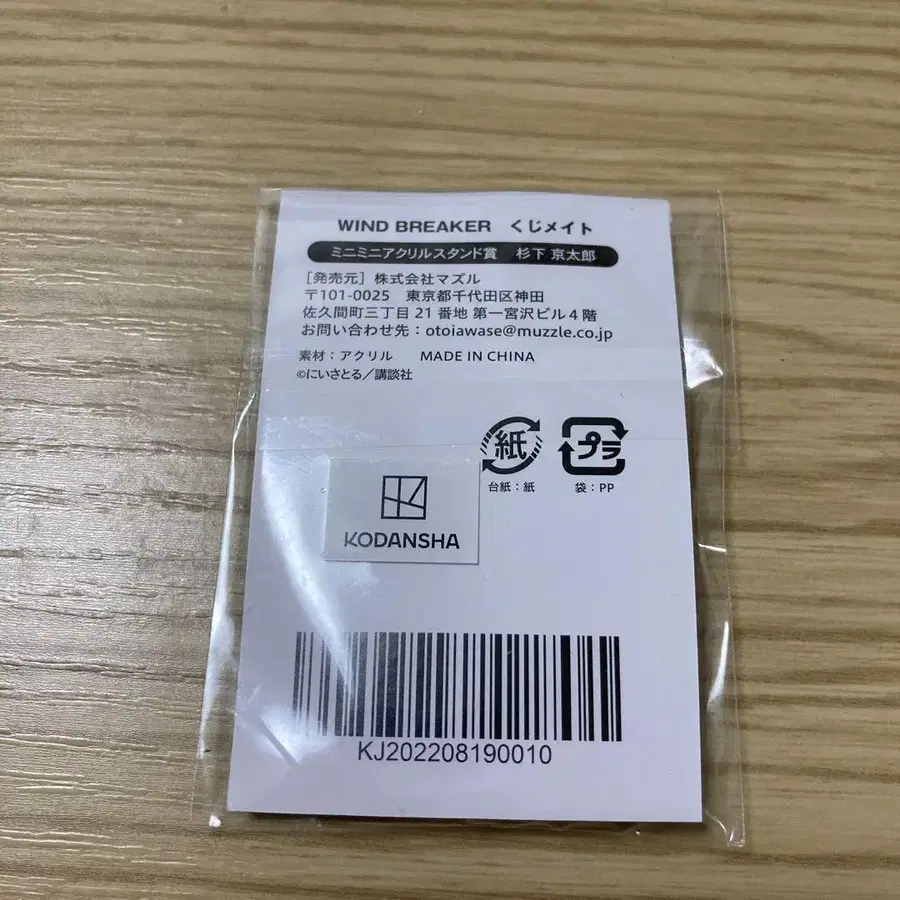 WIND BREAKER くじメイト
ミニミニアクリルスタンド賞 杉下 京太郎
［発売元］株式会社マズル
〒101-0025 東京都千代田区神田
佐久間町三丁目21番地 第一宮沢ビル4階
お問い合わせ先：otoiawase@muzzle.co.jp
素材：アクリル MADE IN CHINA
©にいさとる／講談社
紙 プラ
台紙：紙 袋：PP
KODANSHA
KJ202208190010